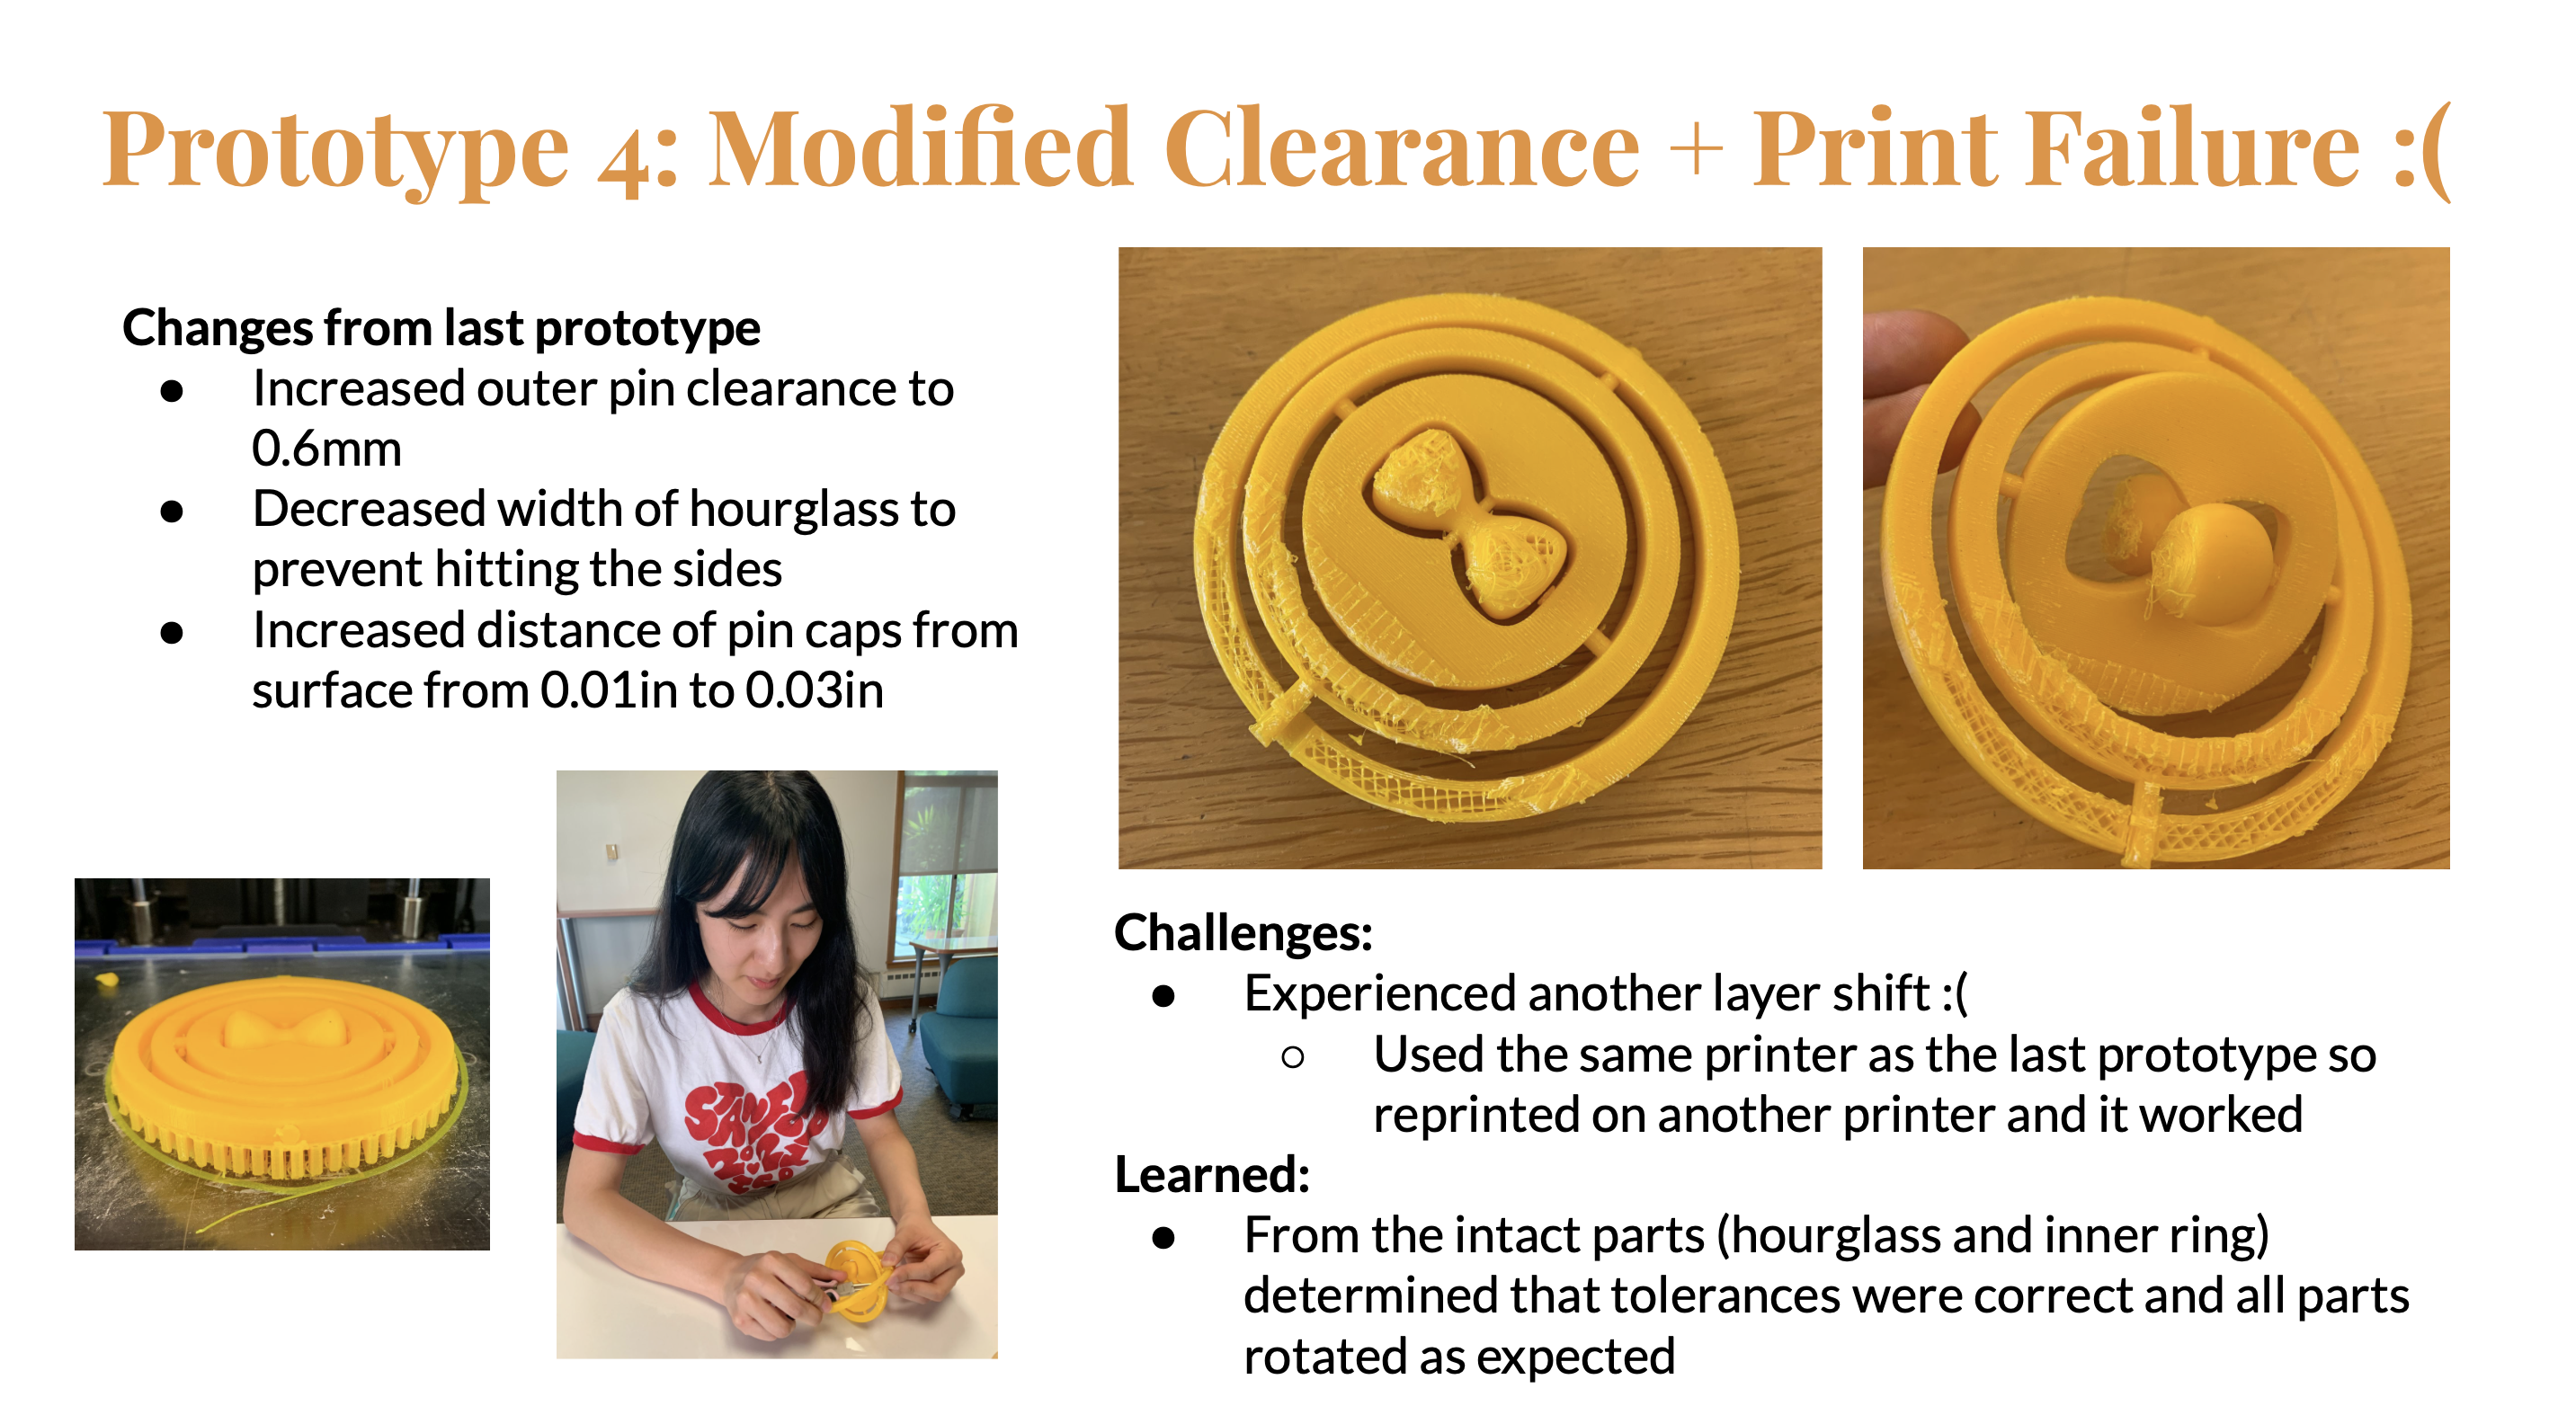 Prototype 4: Modified Clearance + Print Failure :(
Changes from last prototype
● Increased outer pin clearance to
0.6mm
● Decreased width of hourglass to
prevent hitting the sides
● Increased distance of pin caps from
surface from 0.01in to 0.03in
Challenges:
● Experienced another layer shift :(
○ Used the same printer as the last prototype so
reprinted on another printer and it worked
Learned:
● From the intact parts (hourglass and inner ring)
determined that tolerances were correct and all parts
rotated as expected